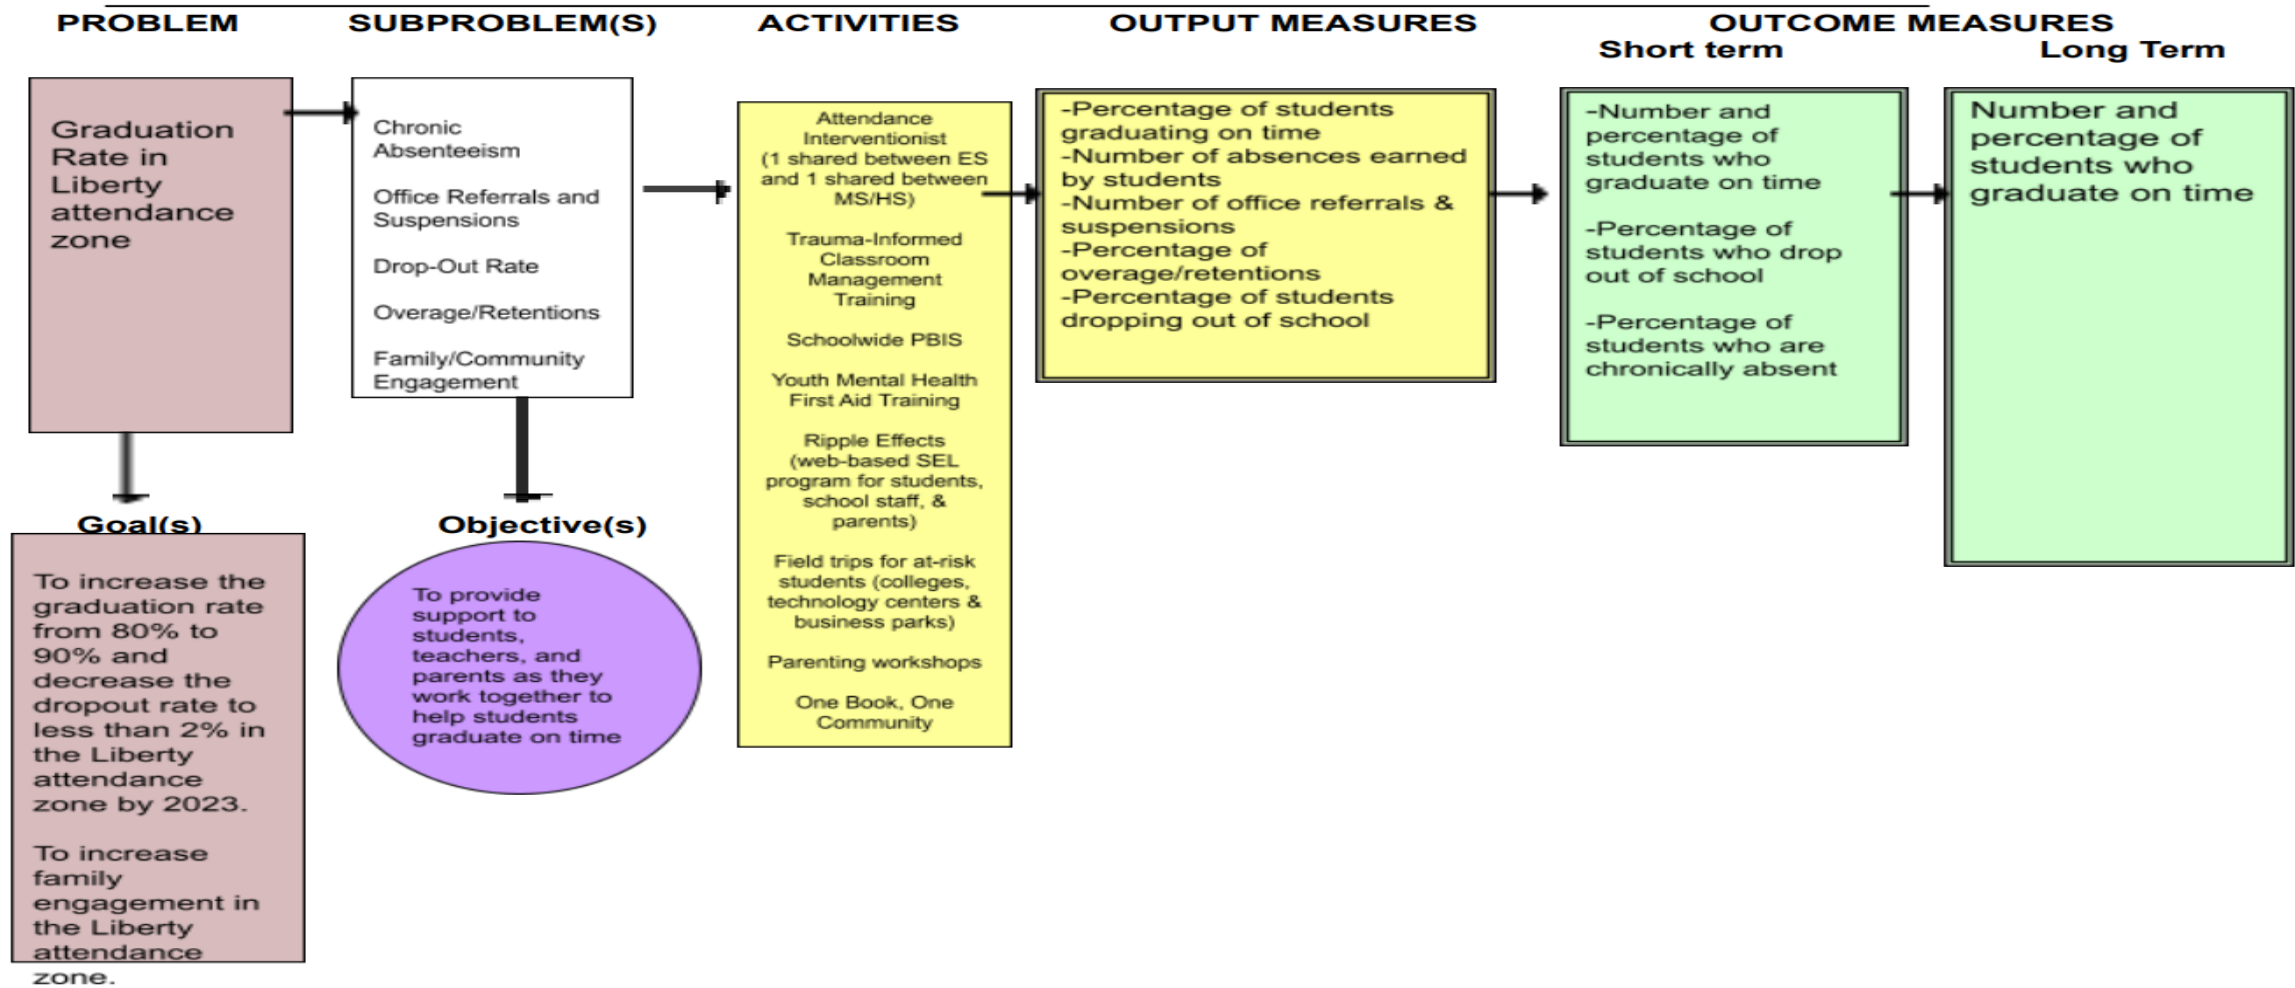 PROBLEM
SUBPROBLEM(S)
ACTIVITIES
OUTPUT MEASURES
OUTCOME MEASURES
Short term
Long Term
Graduation
Rate in
Liberty
attendance
zone
Chronic
Absenteeism
Office Referrals and
Suspensions
Drop-Out Rate
Overage/Retentions
Family/Community
Engagement
Attendance
Interventionist
(1 shared between ES
and 1 shared between
MS/HS)
Trauma-Informed
Classroom
Management
Training
Schoolwide PBIS
Youth Mental Health
First Aid Training
Ripple Effects
(web-based SEL
program for students,
school staff, &
parents)
Field trips for at-risk
students (colleges,
technology centers &
business parks)
Parenting workshops
One Book, One
Community
-Percentage of students
graduating on time
-Number of absences earned
by students
-Number of office referrals &
suspensions
-Percentage of
overage/retentions
-Percentage of students
dropping out of school
-Number and
percentage of
students who
graduate on time
-Percentage of
students who drop
out of school
-Percentage of
students who are
chronically absent
Number and
percentage of
students who
graduate on time
Goal(s)
To increase the
graduation rate
from 80% to
90% and
decrease the
dropout rate to
less than 2% in
the Liberty
attendance
zone by 2023.
To increase
family
engagement in
the Liberty
attendance
zone.
Objective(s)
To provide
support to
students,
teachers, and
parents as they
work together to
help students
graduate on time